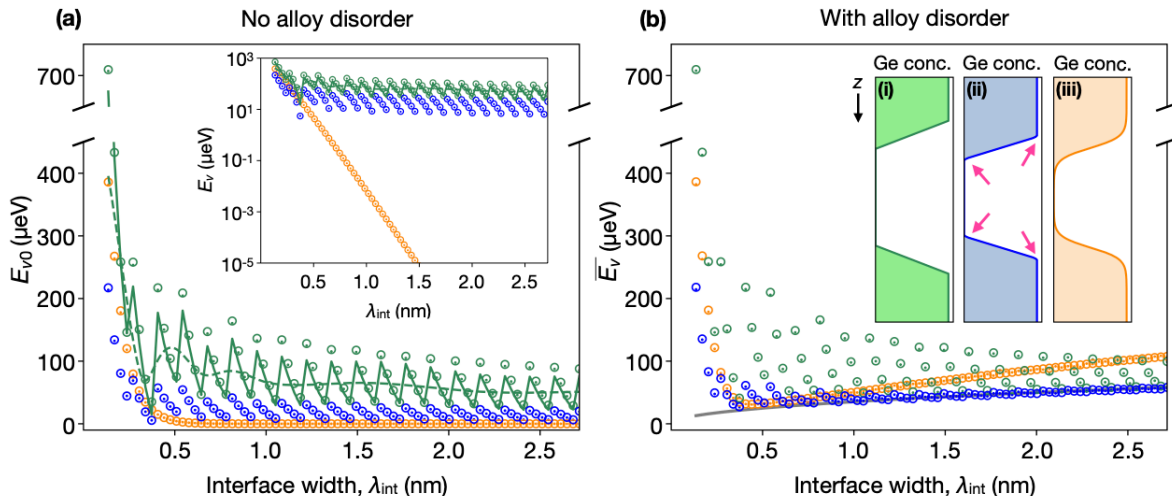 (a)
No alloy disorder
700
400
300
200
100
0
E_v0 (μeV)
0.5
1.0
1.5
2.0
2.5
Interface width, λ_int (nm)
10^3
10^1
10^-1
10^-3
10^-5
E_v (μeV)
0.5
1.0
1.5
2.0
2.5
λ_int (nm)
(b)
With alloy disorder
700
400
300
200
100
0
E̅_v (μeV)
0.5
1.0
1.5
2.0
2.5
Interface width, λ_int (nm)
z
Ge conc.
(i)
Ge conc.
(ii)
Ge conc.
(iii)